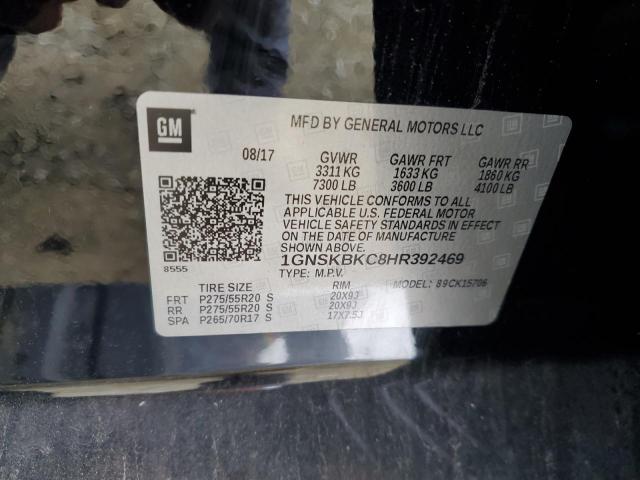 GM
MFD BY GENERAL MOTORS LLC
08/17 GVWR GAWR FRT GAWR RR
3311 KG 1633 KG 1860 KG
7300 LB 3600 LB 4100 LB
THIS VEHICLE CONFORMS TO ALL
APPLICABLE U.S. FEDERAL MOTOR
VEHICLE SAFETY STANDARDS IN EFFECT
ON THE DATE OF MANUFACTURE
SHOWN ABOVE.
1GNSKBKC8HR392469
8555
TYPE: M.P.V. MODEL: 89CK15706
TIRE SIZE RIM
FRT P275/55R20 S 20X9J
RR P275/55R20 S 20X9J
SPA P265/70R17 S 17X7.5J